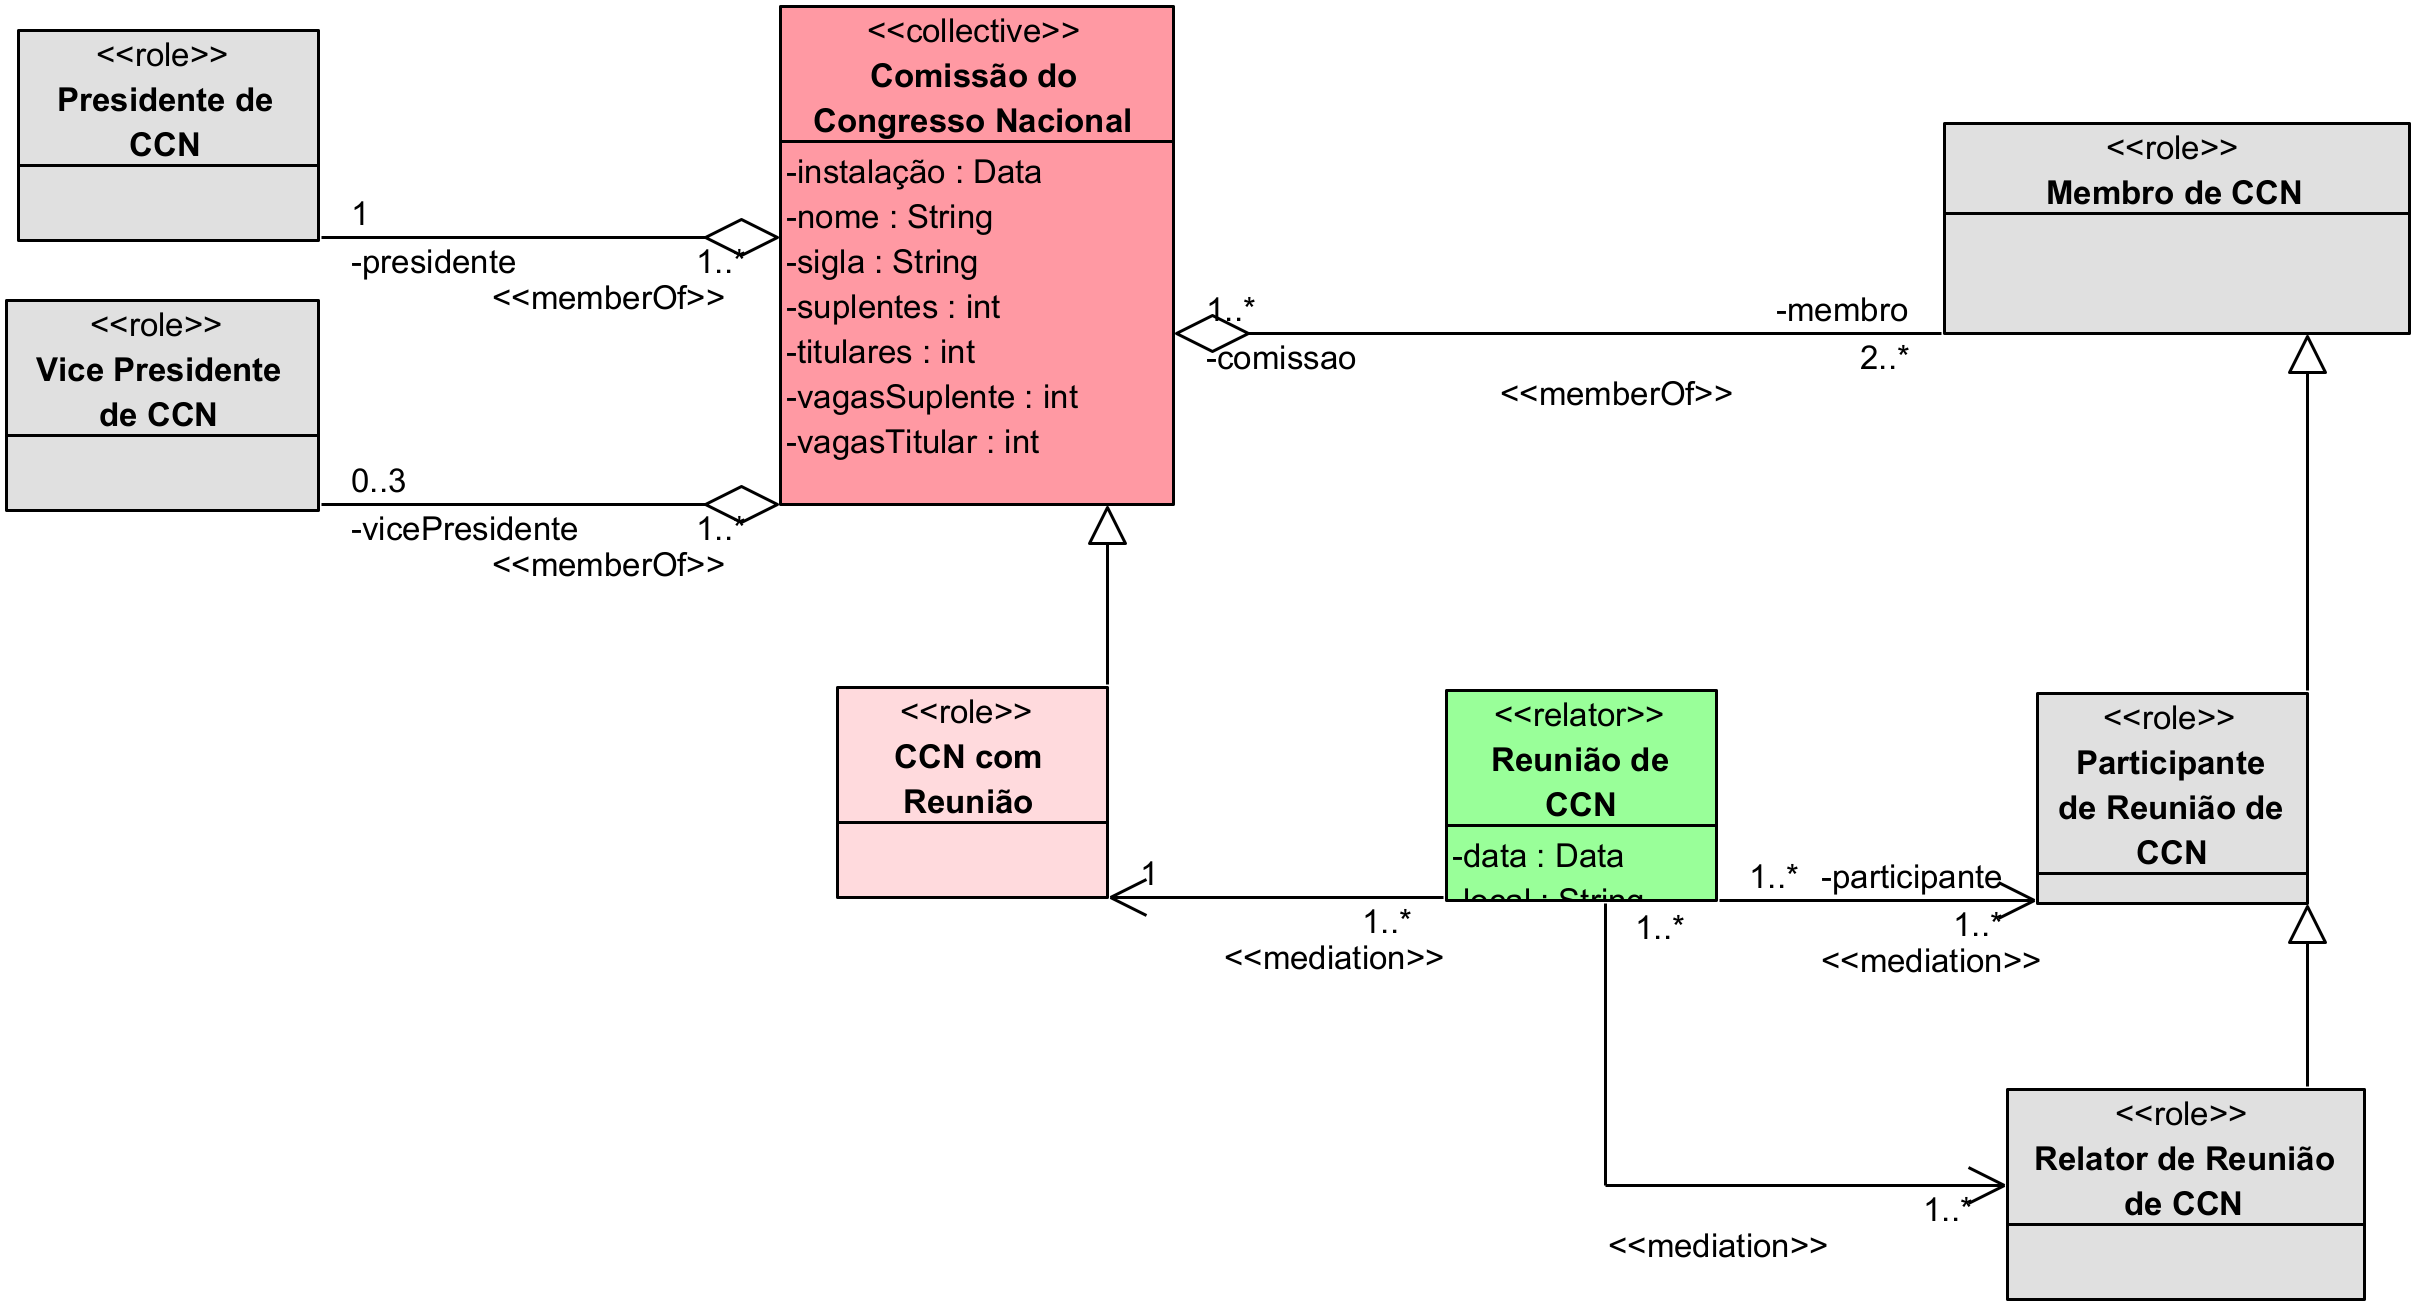 <<role>>
Presidente de
CCN
1
-presidente
1..*
<<memberOf>>
<<role>>
Vice Presidente
de CCN
0..3
-vicePresidente
1..*
<<memberOf>>
<<collective>>
Comissão do
Congresso Nacional
-instalação : Data
-nome : String
-sigla : String
-suplentes : int
-titulares : int
-vagasSuplente : int
-vagasTitular : int
1..*
-comissao
-membro
2..*
<<memberOf>>
<<role>>
Membro de CCN
<<role>>
CCN com
Reunião
1
1..*
<<mediation>>
<<relator>>
Reunião de
CCN
-data : Data
-local : String
1..*
-participante
1..*
<<mediation>>
<<role>>
Participante
de Reunião de
CCN
1..*
1..*
<<mediation>>
<<role>>
Relator de Reunião
de CCN